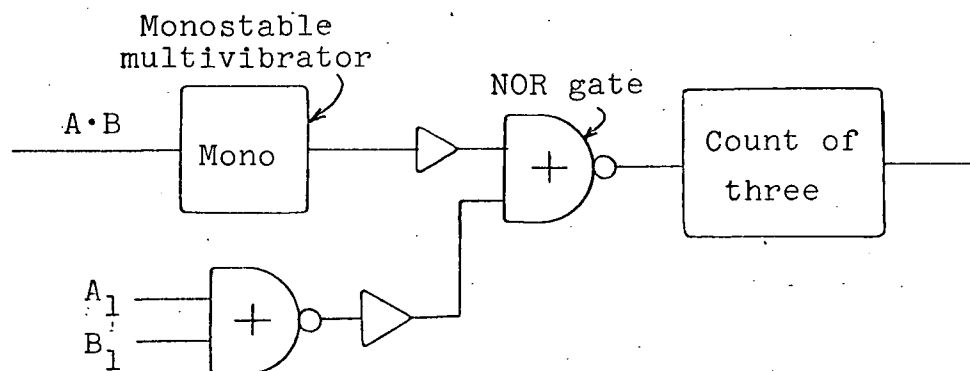 Monostable
multivibrator
NOR gate
A·B
Mono
+
Count of
three
A1
B1
+